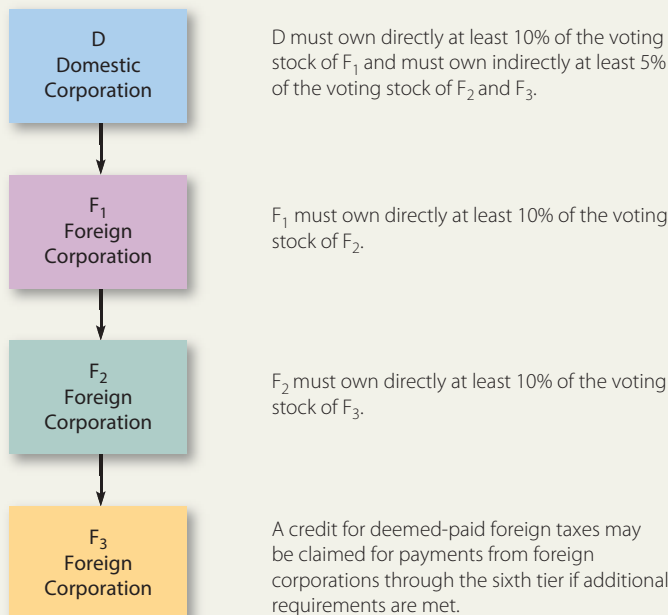 D
Domestic
Corporation
D must own directly at least 10% of the voting
stock of F₁ and must own indirectly at least 5%
of the voting stock of F₂ and F₃.
F₁
Foreign
Corporation
F₁ must own directly at least 10% of the voting
stock of F₂.
F₂
Foreign
Corporation
F₂ must own directly at least 10% of the voting
stock of F₃.
F₃
Foreign
Corporation
A credit for deemed-paid foreign taxes may
be claimed for payments from foreign
corporations through the sixth tier if additional
requirements are met.